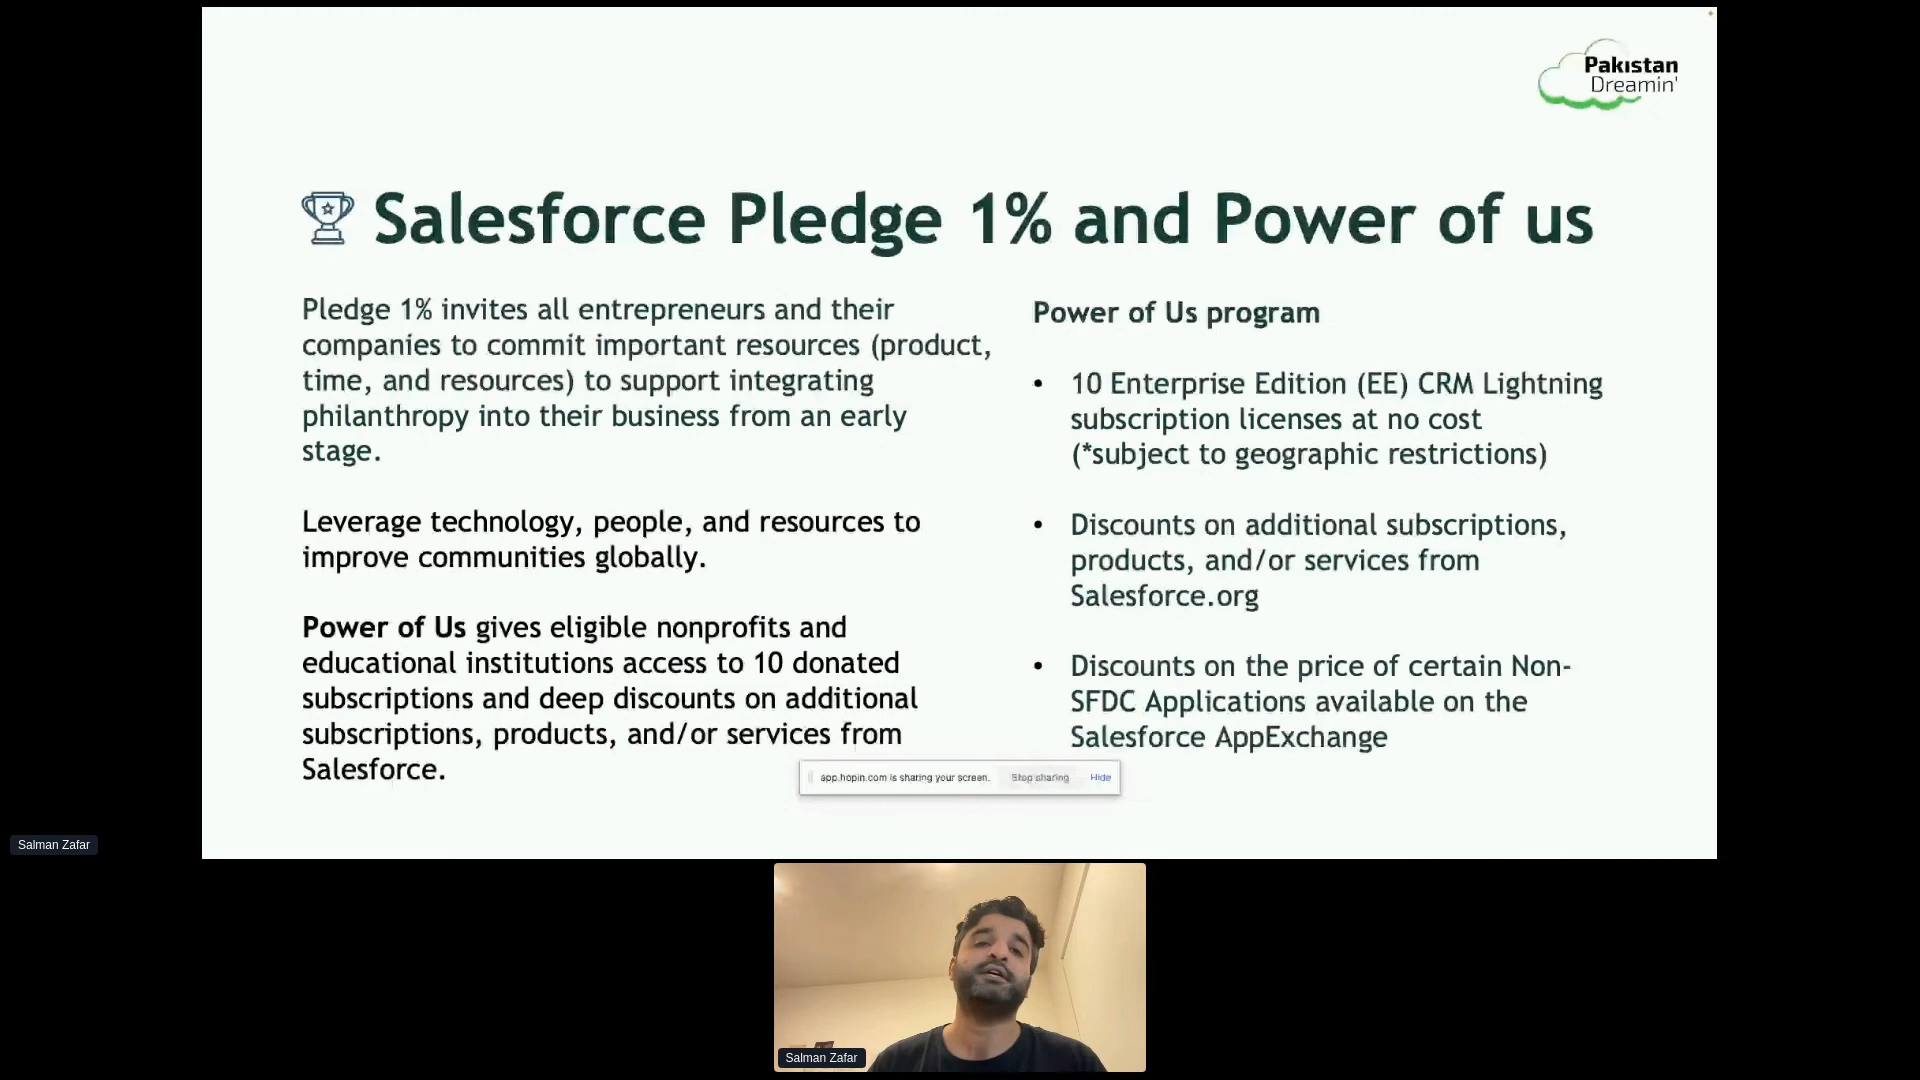 Pakistan
Dreamin'
Salesforce Pledge 1% and Power of us
Pledge 1% invites all entrepreneurs and their
companies to commit important resources (product,
time, and resources) to support integrating
philanthropy into their business from an early
stage.
Leverage technology, people, and resources to
improve communities globally.
Power of Us gives eligible nonprofits and
educational institutions access to 10 donated
subscriptions and deep discounts on additional
subscriptions, products, and/or services from
Salesforce.
Power of Us program
• 10 Enterprise Edition (EE) CRM Lightning
subscription licenses at no cost
(*subject to geographic restrictions)
• Discounts on additional subscriptions,
products, and/or services from
Salesforce.org
• Discounts on the price of certain Non-
SFDC Applications available on the
Salesforce AppExchange
app.hopin.com is sharing your screen. Stop sharing Hide
Salman Zafar
Salman Zafar